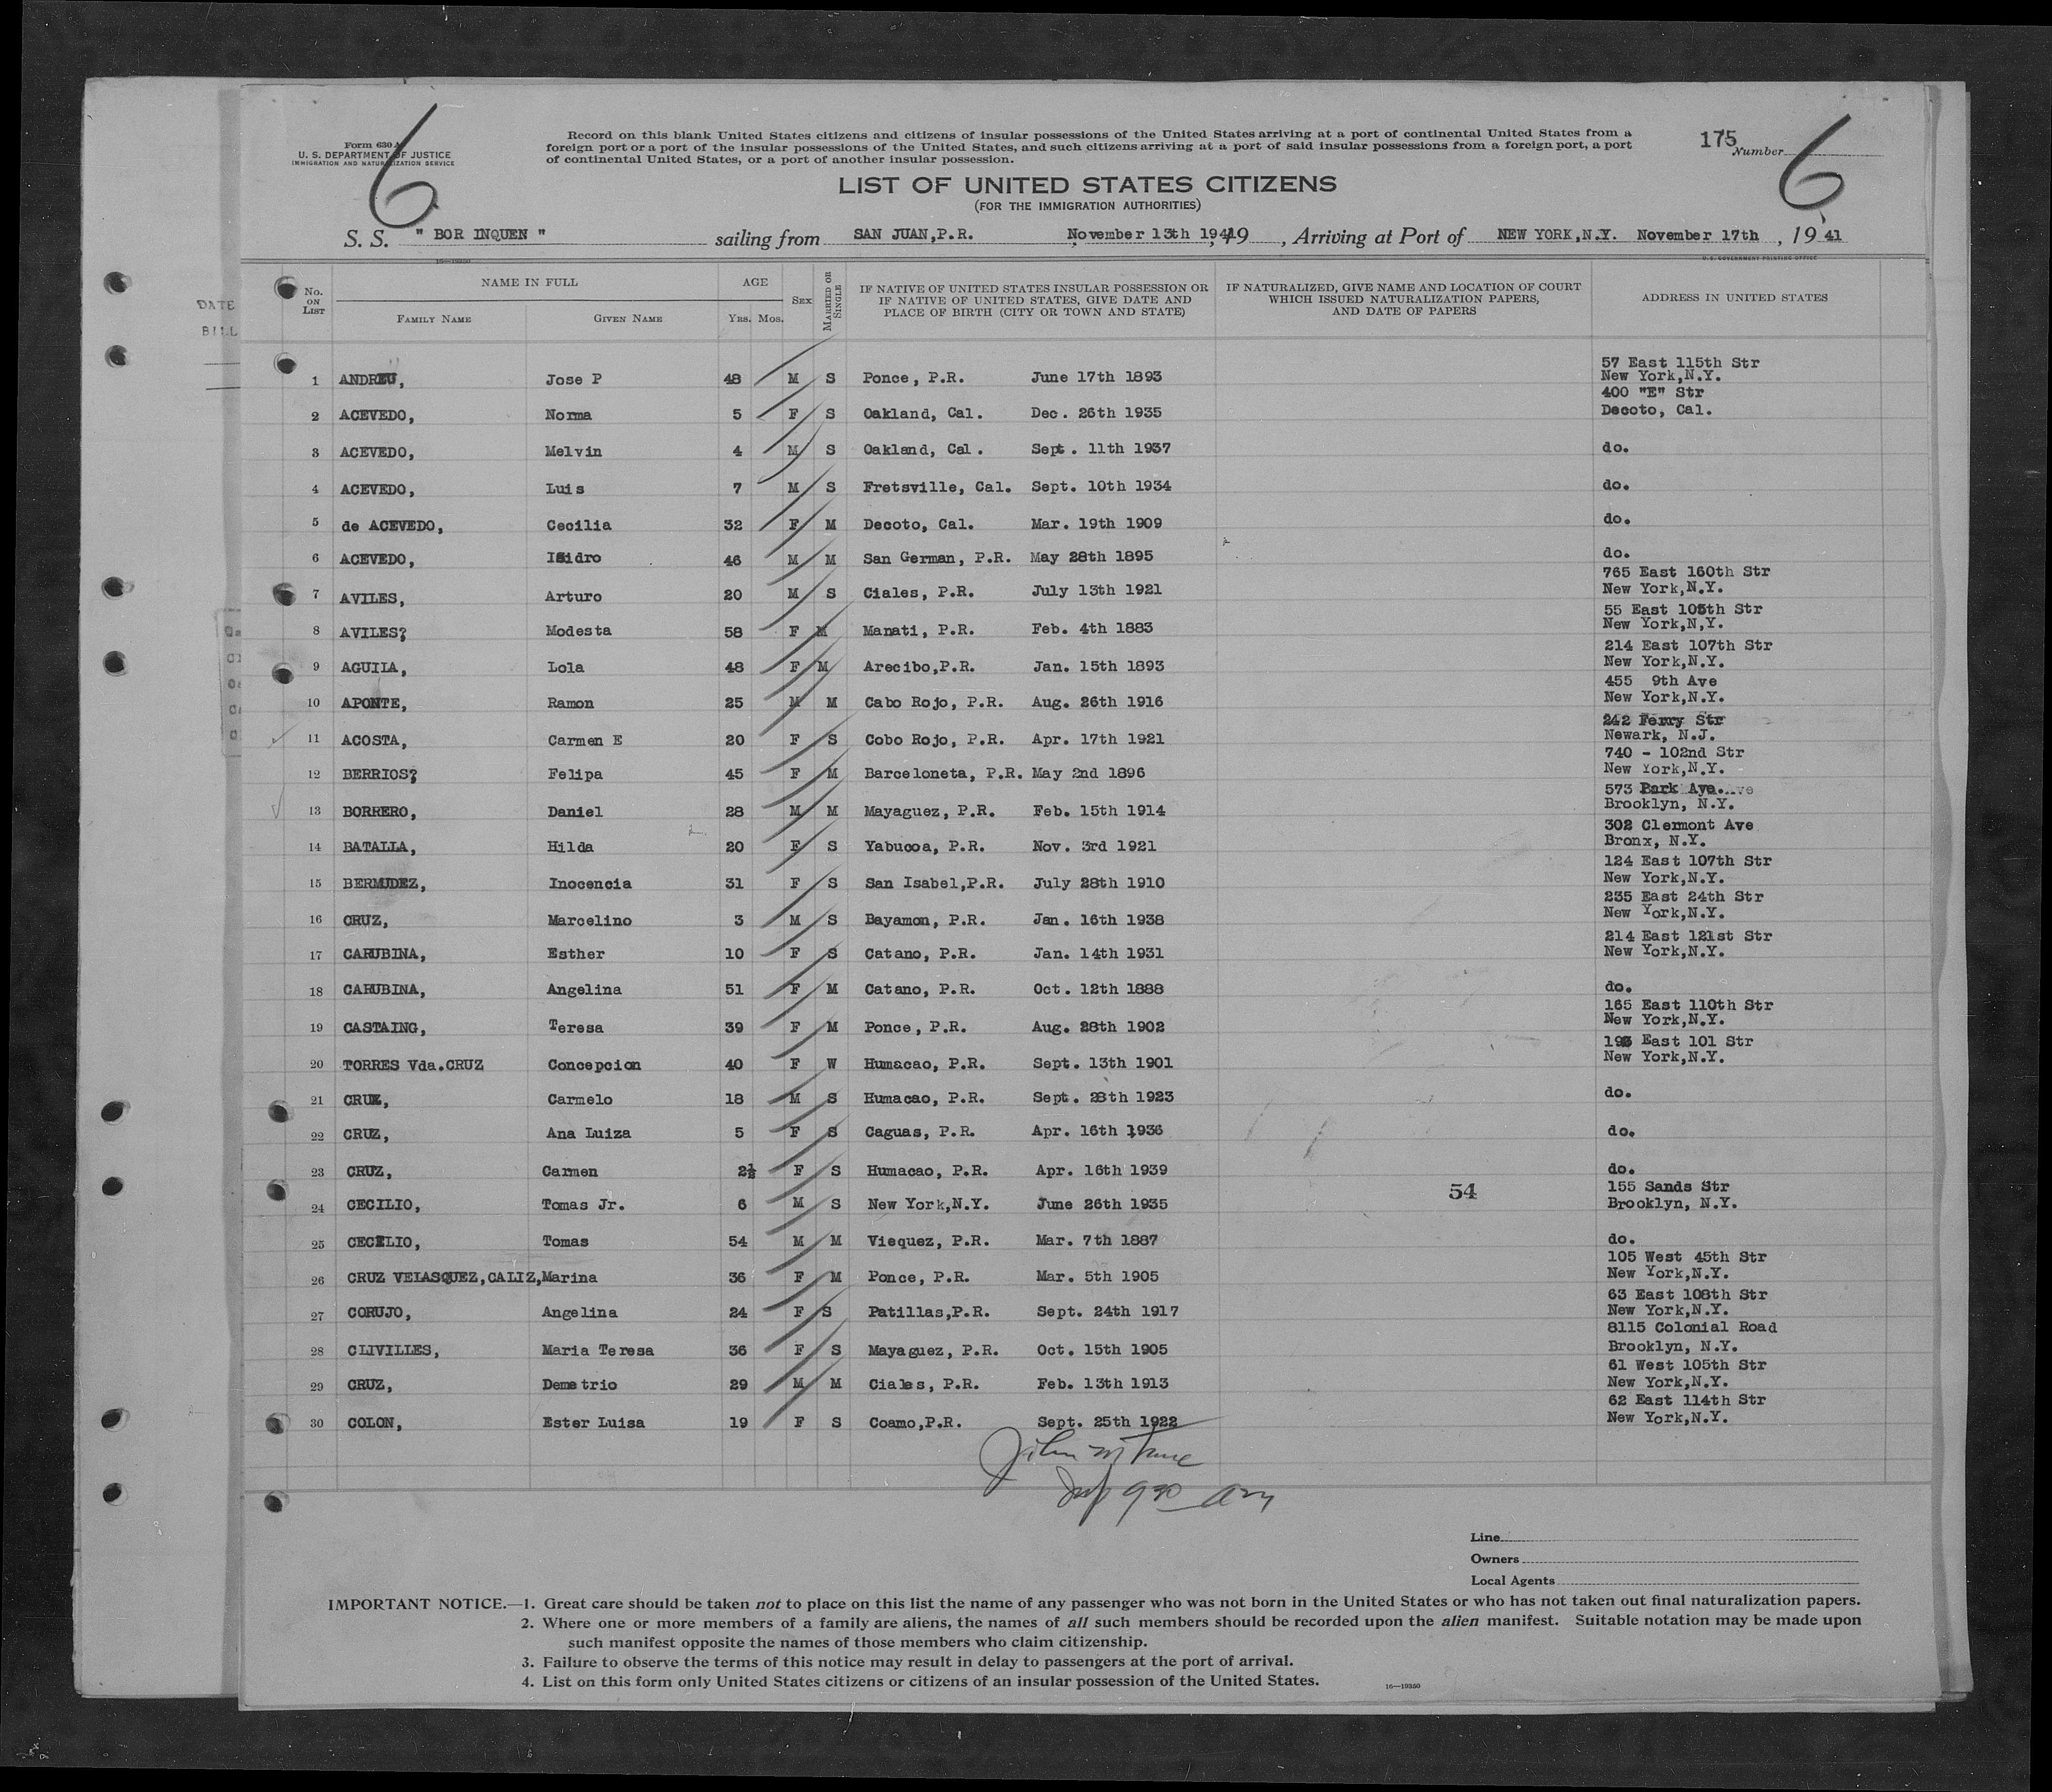 6
6
Form 630 A
U. S. DEPARTMENT OF JUSTICE
IMMIGRATION AND NATURALIZATION SERVICE
Record on this blank United States citizens and citizens of insular possessions of the United States arriving at a port of continental United States from a
foreign port or a port of the insular possessions of the United States, and such citizens arriving at a port of said insular possessions from a foreign port, a port
of continental United States, or a port of another insular possession.
175
Number
LIST OF UNITED STATES CITIZENS
(FOR THE IMMIGRATION AUTHORITIES)
S. S. " BOR INQUEN " sailing from SAN JUAN,P.R. November 13th 1941, 19 , Arriving at Port of NEW YORK,N.Y. November 17th , 19 41
16—19350 U. S. GOVERNMENT PRINTING OFFICE
DATE
BILL
No. ON LIST NAME IN FULL FAMILY NAME GIVEN NAME AGE YRS. MOS. SEX MARRIED OR SINGLE IF NATIVE OF UNITED STATES INSULAR POSSESSION OR IF NATIVE OF UNITED STATES, GIVE DATE AND PLACE OF BIRTH (CITY OR TOWN AND STATE) IF NATURALIZED, GIVE NAME AND LOCATION OF COURT WHICH ISSUED NATURALIZATION PAPERS, AND DATE OF PAPERS ADDRESS IN UNITED STATES
57 East 115th Str
1 ANDREU, Jose P 48 M S Ponce, P.R. June 17th 1893 New York,N.Y.
400 "E" Str
2 ACEVEDO, Norma 5 F S Oakland, Cal. Dec. 26th 1935 Decoto, Cal.
3 ACEVEDO, Melvin 4 M S Oakland, Cal. Sept. 11th 1937 do.
4 ACEVEDO, Luis 7 M S Fretsville, Cal. Sept. 10th 1934 do.
5 de ACEVEDO, Cecilia 32 F M Decoto, Cal. Mar. 19th 1909 do.
6 ACEVEDO, Isidro 46 M M San German, P.R. May 28th 1895 do.
765 East 160th Str
7 AVILES, Arturo 20 M S Ciales, P.R. July 13th 1921 New York,N.Y.
55 East 105th Str
8 AVILES? Modesta 58 F M Manati, P.R. Feb. 4th 1883 New York,N,Y.
214 East 107th Str
9 AGUILA, Lola 48 F M Arecibo,P.R. Jan. 15th 1893 New York,N.Y.
455 9th Ave
10 APONTE, Ramon 25 M M Cabo Rojo, P.R. Aug. 26th 1916 New York,N.Y.
242 Ferry Str
11 ACOSTA, Carmen E 20 F S Cobo Rojo, P.R. Apr. 17th 1921 Newark, N.J.
740 - 102nd Str
12 BERRIOS? Felipa 45 F M Barceloneta, P.R. May 2nd 1896 New York,N.Y.
573 Park Ave.
13 BORRERO, Daniel 28 M M Mayaguez, P.R. Feb. 15th 1914 Brooklyn, N.Y.
302 Clermont Ave
14 BATALLA, Hilda 20 F S Yabucoa, P.R. Nov. 3rd 1921 Bronx, N.Y.
124 East 107th Str
15 BERMUDEZ, Inocencia 31 F S San Isabel,P.R. July 28th 1910 New York,N.Y.
235 East 24th Str
16 CRUZ, Marcelino 3 M S Bayamon, P.R. Jan. 16th 1938 New York,N.Y.
214 East 121st Str
17 CARUBINA, Esther 10 F S Catano, P.R. Jan. 14th 1931 New York,N.Y.
18 CARUBINA, Angelina 51 F M Catano, P.R. Oct. 12th 1888 do.
165 East 110th Str
19 CASTAING, Teresa 39 F M Ponce, P.R. Aug. 28th 1902 New York,N.Y.
East 101 Str
20 TORRES Vda.CRUZ Concepcion 40 F W Humacao, P.R. Sept. 13th 1901 New York,N.Y.
21 CRUZ, Carmelo 18 M S Humacao, P.R. Sept. 28th 1923 do.
22 CRUZ, Ana Luiza 5 F S Caguas, P.R. Apr. 16th 1936 do.
23 CRUZ, Carmen 2½ F S Humacao, P.R. Apr. 16th 1939 do.
54 155 Sands Str
24 CECILIO, Tomas Jr. 6 M S New York,N.Y. June 26th 1935 Brooklyn, N.Y.
25 CECILIO, Tomas 54 M M Viequez, P.R. Mar. 7th 1887 do.
105 West 45th Str
26 CRUZ VELASQUEZ,CALIZ,Marina 36 F M Ponce, P.R. Mar. 5th 1905 New York,N.Y.
63 East 108th Str
27 CORUJO, Angelina 24 F S Patillas,P.R. Sept. 24th 1917 New York,N.Y.
8115 Colonial Road
28 CLIVILLES, Maria Teresa 36 F S Mayaguez, P.R. Oct. 15th 1905 Brooklyn, N.Y.
61 West 105th Str
29 CRUZ, Demetrio 29 M M Ciales, P.R. Feb. 13th 1913 New York,N.Y.
62 East 114th Str
30 COLON, Ester Luisa 19 F S Coamo,P.R. Sept. 25th 1922 New York,N.Y.
Line
Owners
Local Agents
IMPORTANT NOTICE.—1. Great care should be taken not to place on this list the name of any passenger who was not born in the United States or who has not taken out final naturalization papers.
2. Where one or more members of a family are aliens, the names of all such members should be recorded upon the alien manifest. Suitable notation may be made upon
such manifest opposite the names of those members who claim citizenship.
3. Failure to observe the terms of this notice may result in delay to passengers at the port of arrival.
4. List on this form only United States citizens or citizens of an insular possession of the United States.
16—19350